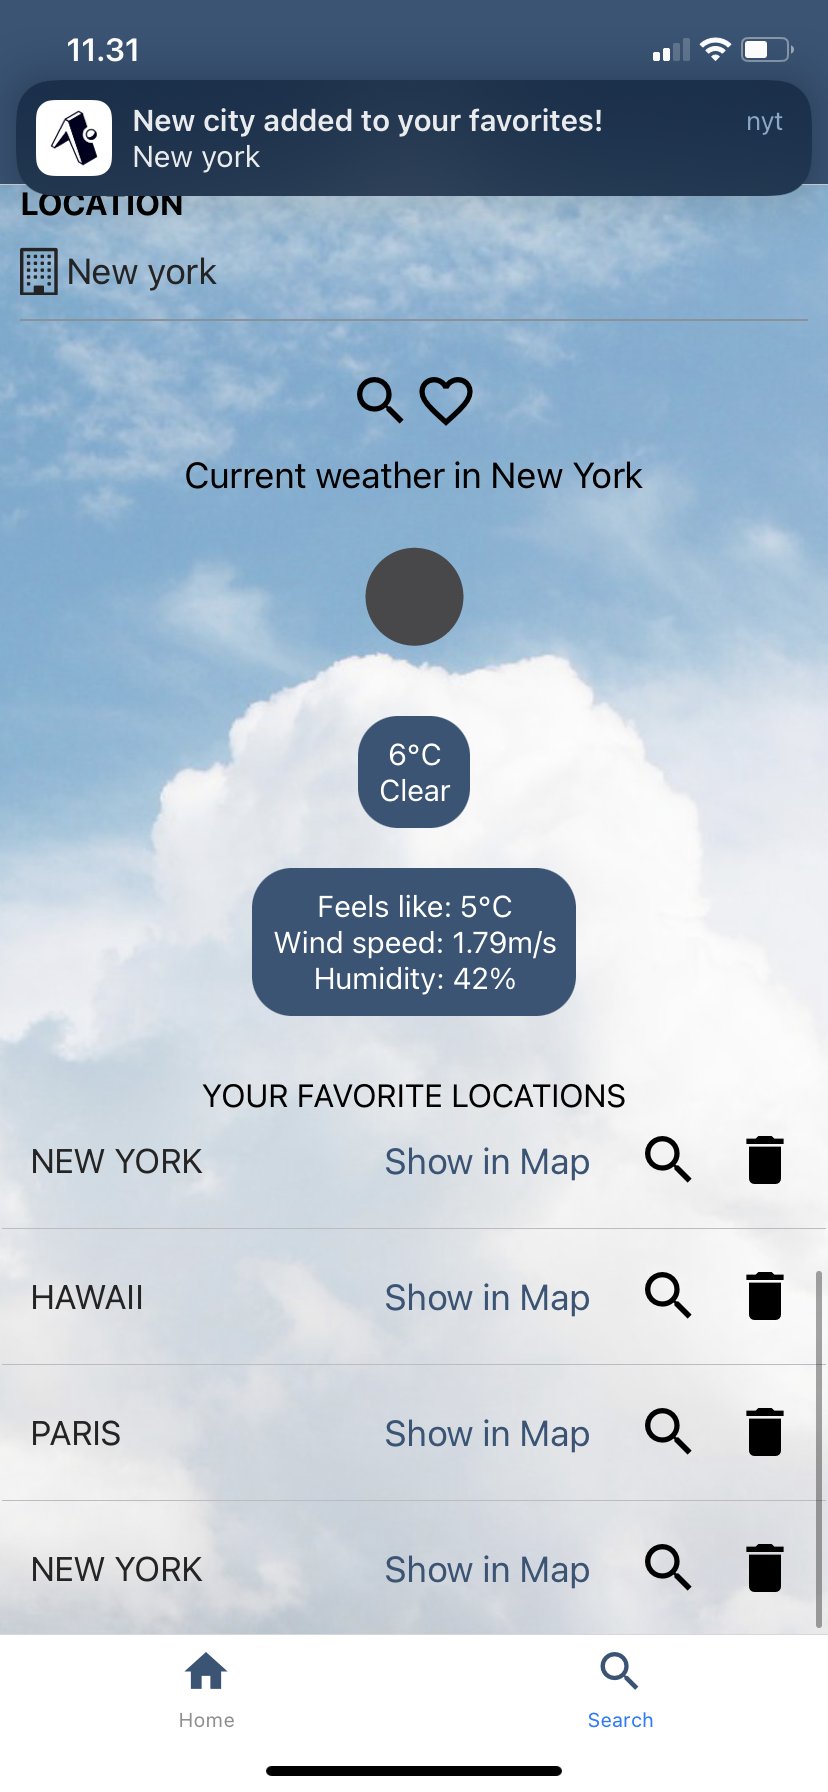 11.31
New city added to your favorites! nyt
New york
LOCATION
New york
Current weather in New York
6°C
Clear
Feels like: 5°C
Wind speed: 1.79m/s
Humidity: 42%
YOUR FAVORITE LOCATIONS
NEW YORK Show in Map
HAWAII Show in Map
PARIS Show in Map
NEW YORK Show in Map
Home Search